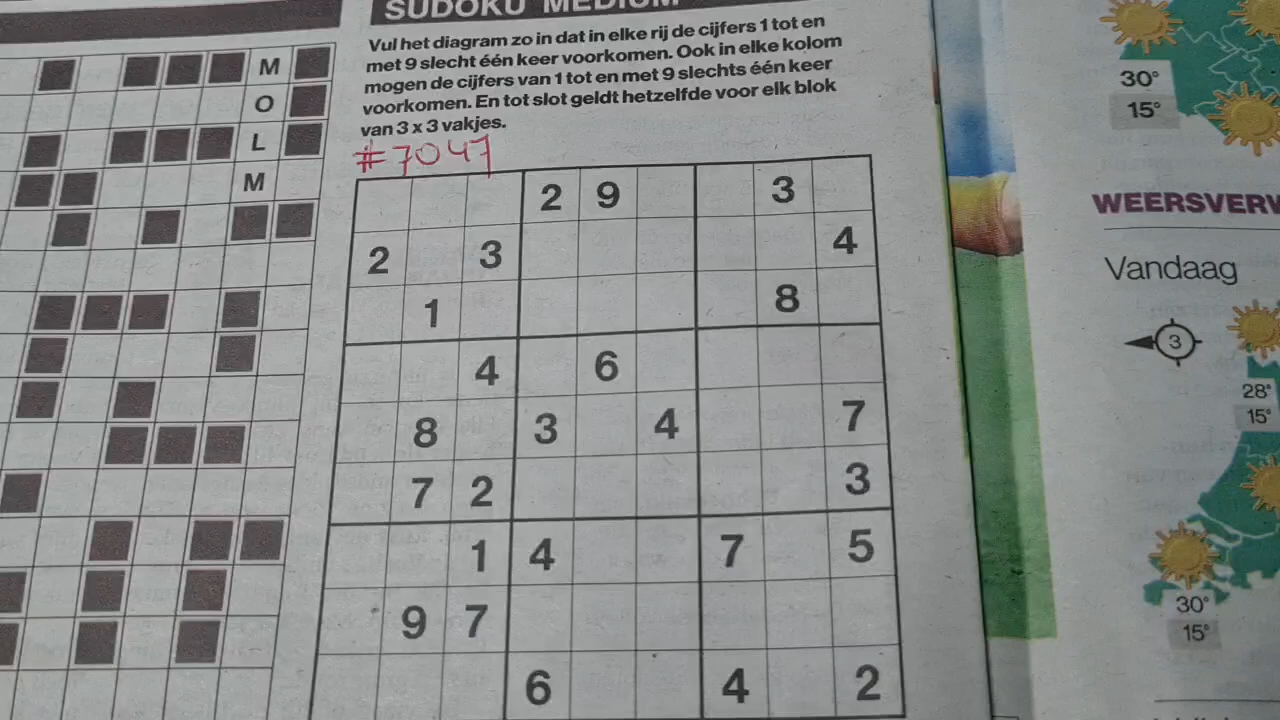 SUDOKU MEDIUM
Vul het diagram zo in dat in elke rij de cijfers 1 tot en
met 9 slecht één keer voorkomen. Ook in elke kolom
mogen de cijfers van 1 tot en met 9 slechts één keer
voorkomen. En tot slot geldt hetzelfde voor elk blok
van 3 x 3 vakjes.
#7047
2 9 3
2 3 4
1 8
4 6
8 3 4 7
7 2 3
1 4 7 5
9 7
6 4 2
M
O
L
M
30°
15°
WEERSVERW
Vandaag
3
28°
15°
30°
15°